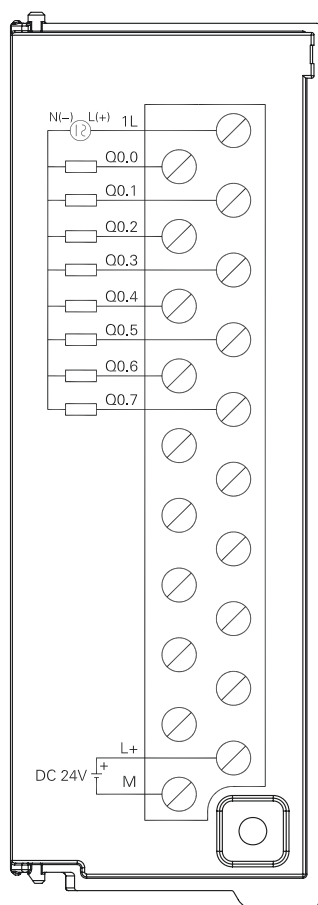 N(−) L(+) 1L
Q0.0
Q0.1
Q0.2
Q0.3
Q0.4
Q0.5
Q0.6
Q0.7
L+
DC 24V +
M